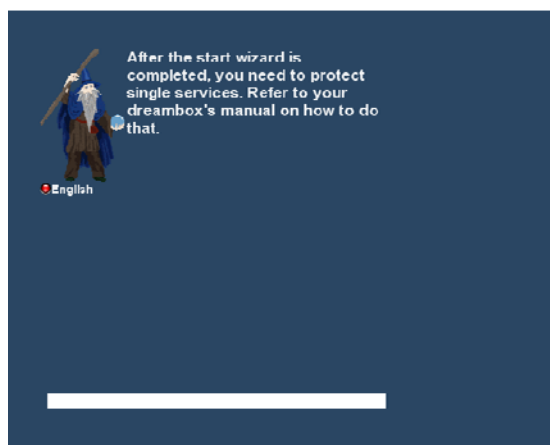 After the start wizard is
completed, you need to protect
single services. Refer to your
dreambox's manual on how to do
that.
English